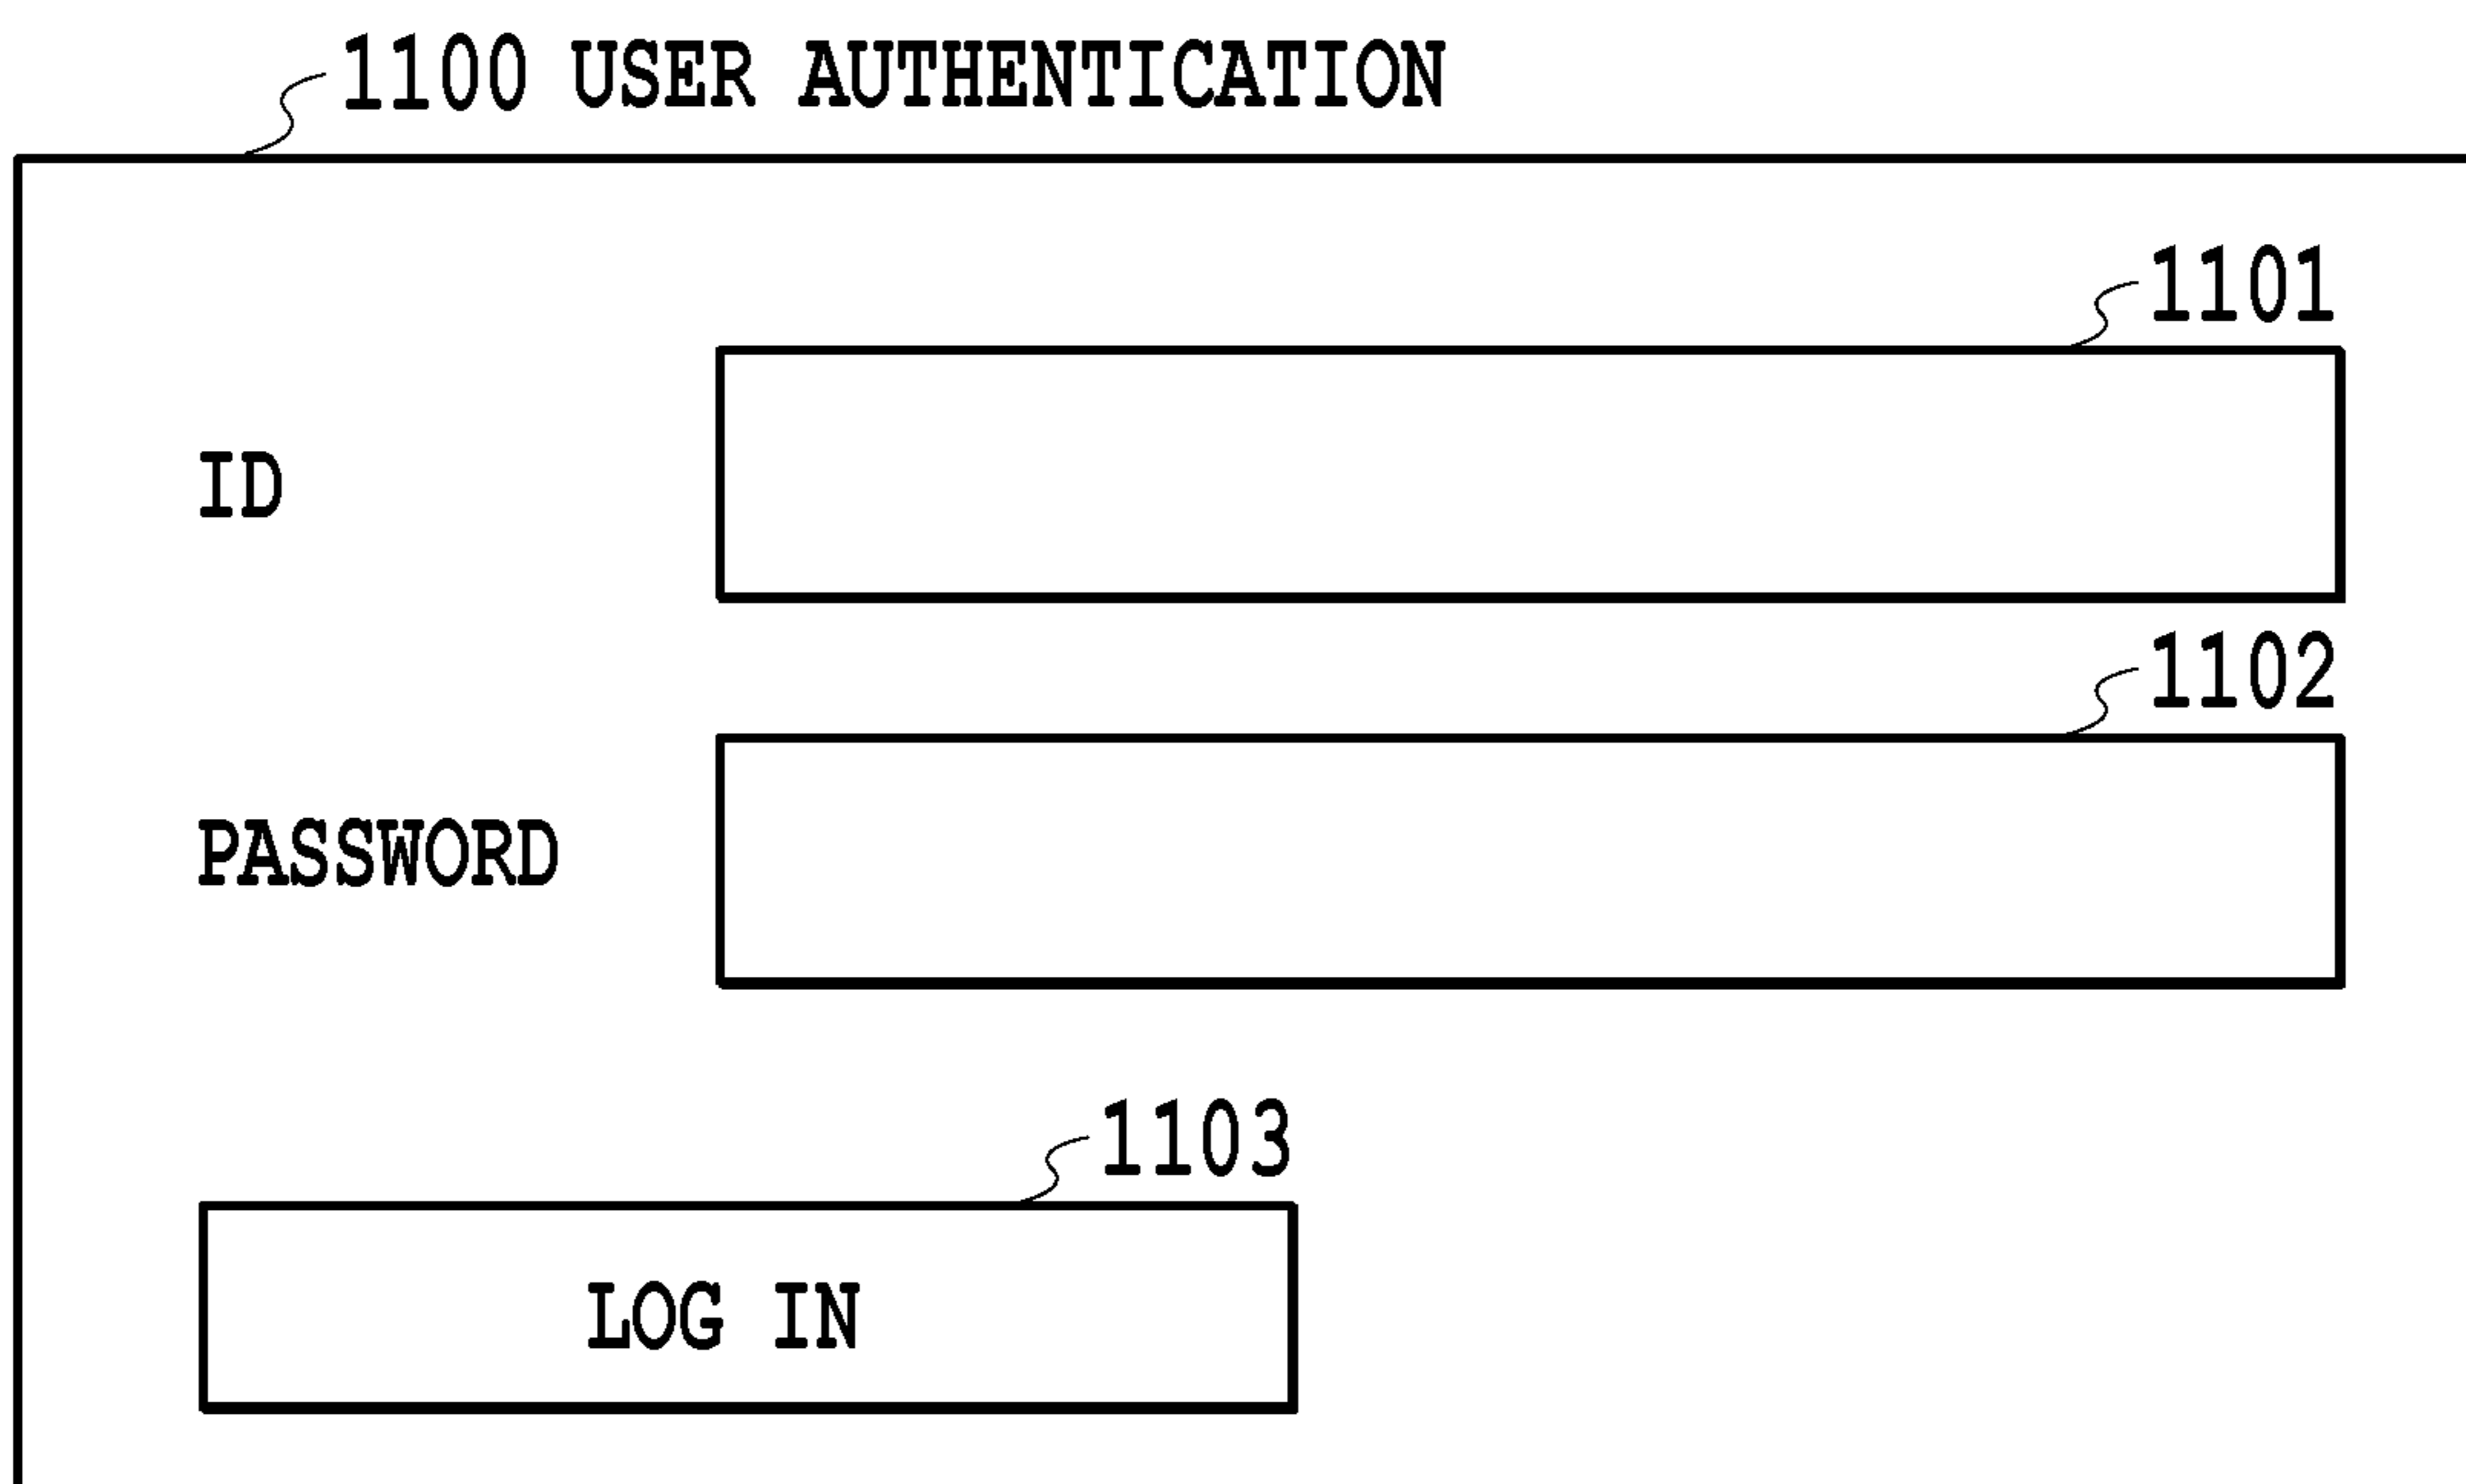 1100 USER AUTHENTICATION
1101
ID
1102
PASSWORD
1103
LOG IN